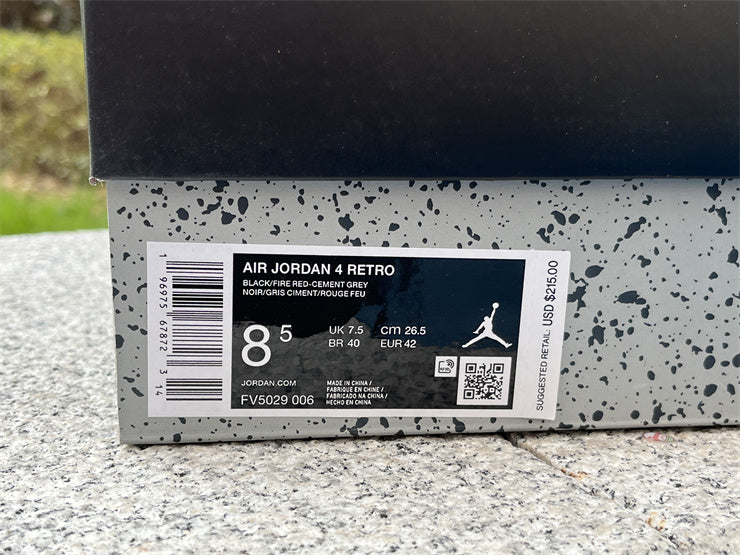 1 96975 67872 3 14
AIR JORDAN 4 RETRO
BLACK/FIRE RED-CEMENT GREY
NOIR/GRIS CIMENT/ROUGE FEU
8 5
UK 7.5 cm 26.5
BR 40 EUR 42
JORDAN.COM
FV5029 006
MADE IN CHINA /
FABRIQUÉ EN CHINE /
FABRICADO NA CHINA /
HECHO EN CHINA
RFID
SUGGESTED RETAIL: USD $215.00